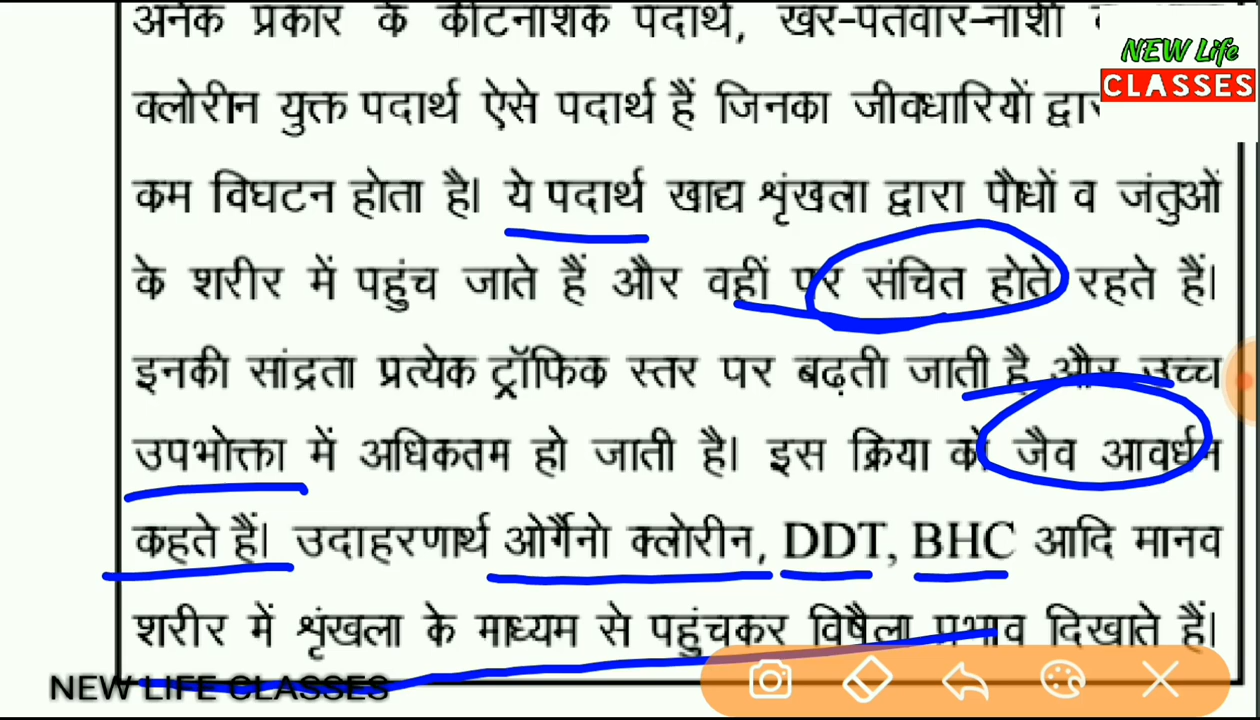 अनेक प्रकार के कीटनाशक पदार्थ, खर-पतवार-नाशी
NEW Life
CLASSES
क्लोरीन युक्त पदार्थ ऐसे पदार्थ हैं जिनका जीवधारियों
कम विघटन होता है। ये पदार्थ खाद्य शृंखला द्वारा पौधों व जंतुओं
के शरीर में पहुंच जाते हैं और वहीं पर संचित होते रहते हैं।
इनकी सांद्रता प्रत्येक ट्रॉफिक स्तर पर बढ़ती जाती है और उच्च
उपभोक्ता में अधिकतम हो जाती है। इस क्रिया को जैव आवर्धन
कहते हैं। उदाहरणार्थ ओर्गैनो क्लोरीन, DDT, BHC आदि मानव
शरीर में शृंखला के माध्यम से पहुंचकर विषैला प्रभाव दिखाते हैं।
NEW LIFE CLASSES